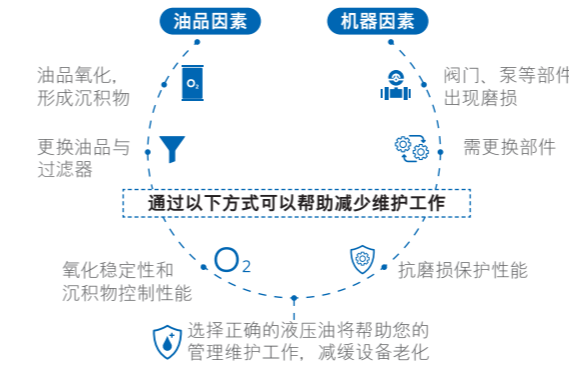 油品因素
机器因素
油品氧化，
形成沉积物
O₂
阀门、泵等部件
出现磨损
更换油品与
过滤器
需更换部件
通过以下方式可以帮助减少维护工作
氧化稳定性和
沉积物控制性能
O2
抗磨损保护性能
选择正确的液压油将帮助您的
管理维护工作，减缓设备老化